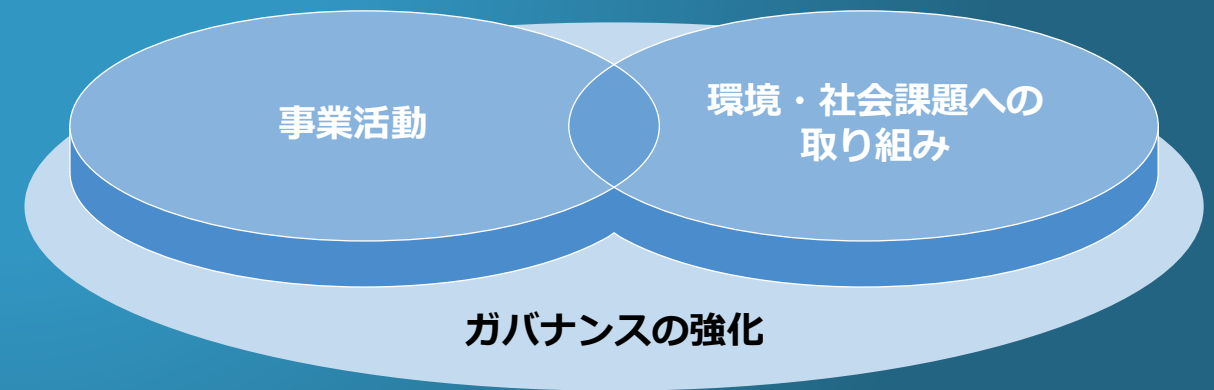 事業活動
環境・社会課題への
取り組み
ガバナンスの強化